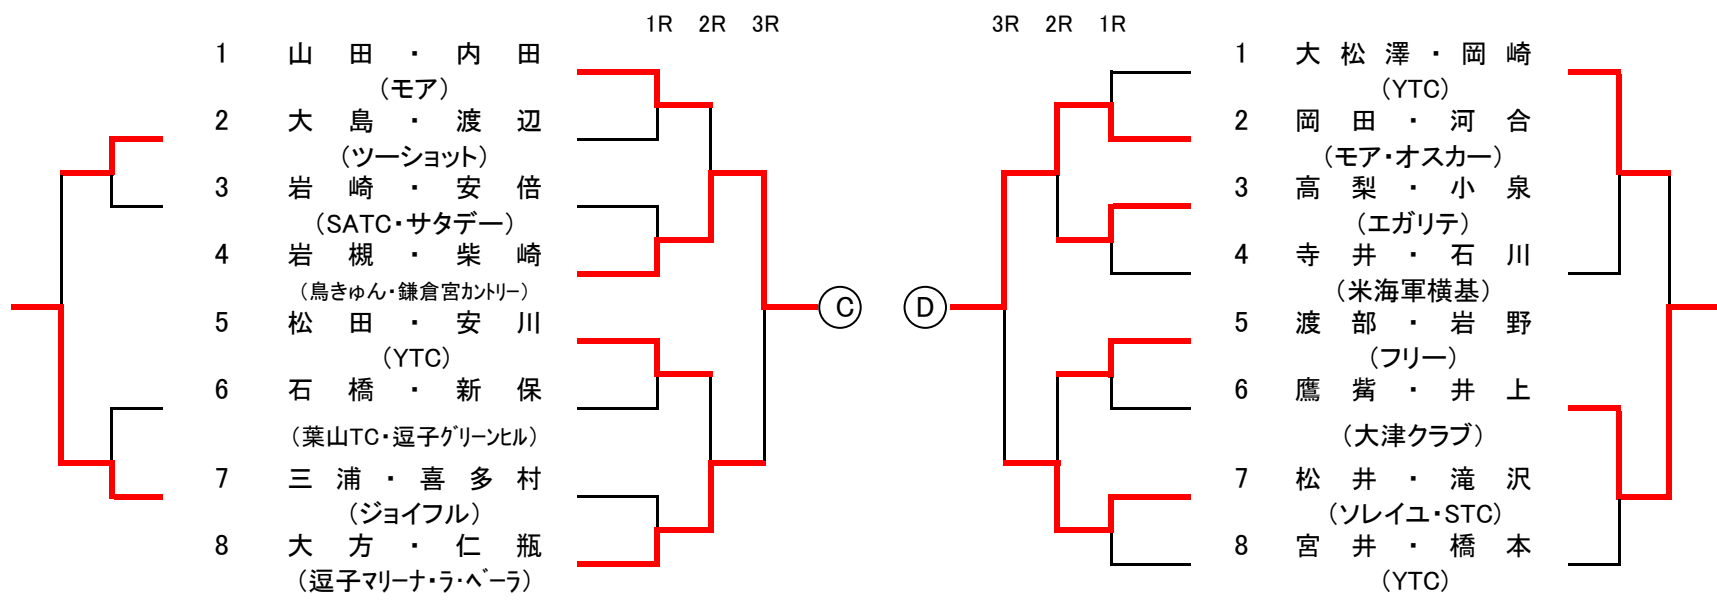 1R 2R 3R
1 山田・内田
(モア)
2 大島・渡辺
(ツーショット)
3 岩崎・安倍
(SATC・サタデー)
4 岩槻・柴崎
(鳥きゅん・鎌倉宮ｶﾝﾄﾘｰ)
5 松田・安川
(YTC)
6 石橋・新保
(葉山TC・逗子ｸﾞﾘｰﾝﾋﾙ)
7 三浦・喜多村
(ジョイフル)
8 大方・仁瓶
(逗子ﾏﾘｰﾅ・ﾗ・ﾍﾞｰﾗ)
C
3R 2R 1R
D
1 大松澤・岡崎
(YTC)
2 岡田・河合
(モア・オスカー)
3 高梨・小泉
(エガリテ)
4 寺井・石川
(米海軍横基)
5 渡部・岩野
(フリー)
6 鷹觜・井上
(大津クラブ)
7 松井・滝沢
(ソレイユ・STC)
8 宮井・橋本
(YTC)